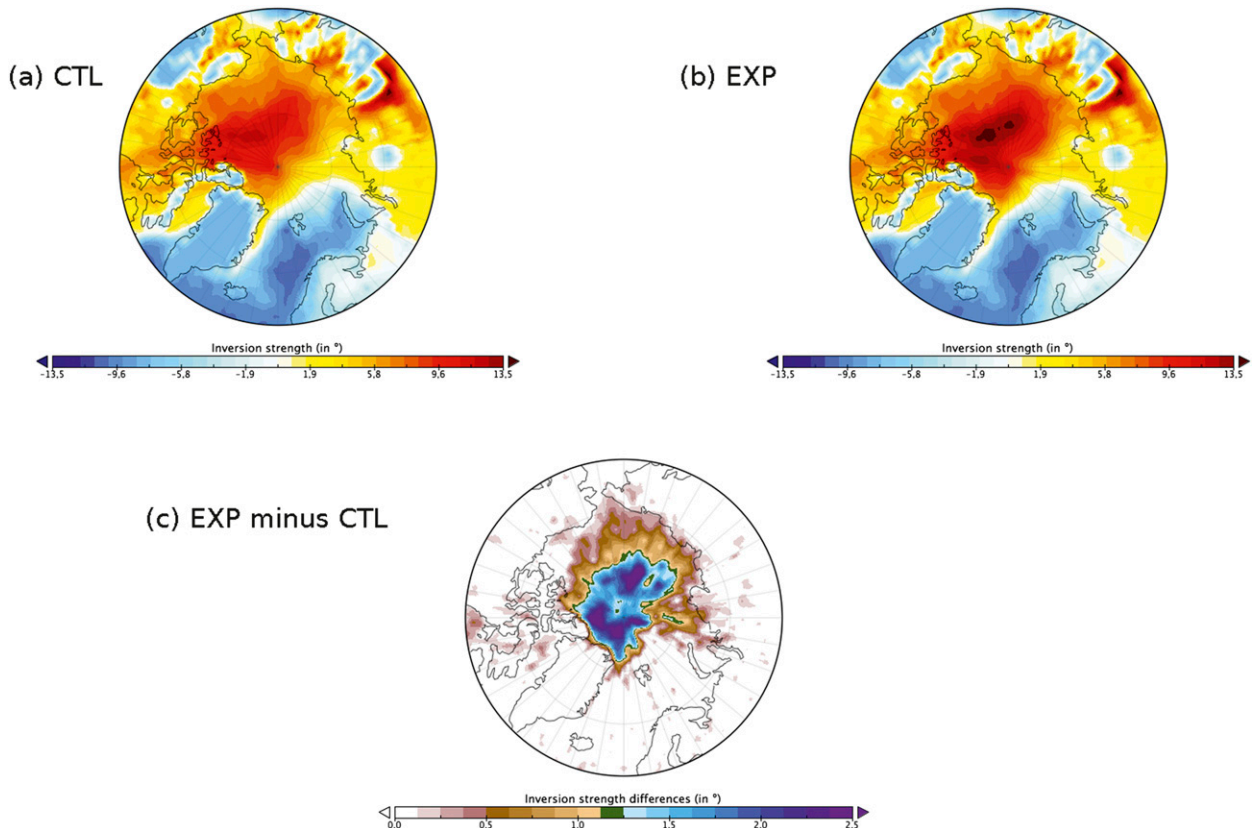 (a) CTL
(b) EXP
Inversion strength (in °)
-13.5 -9.6 -5.8 -1.9 1.9 5.8 9.6 13.5
Inversion strength (in °)
-13.5 -9.6 -5.8 -1.9 1.9 5.8 9.6 13.5
(c) EXP minus CTL
Inversion strength differences (in °)
0.0 0.5 1.0 1.5 2.0 2.5